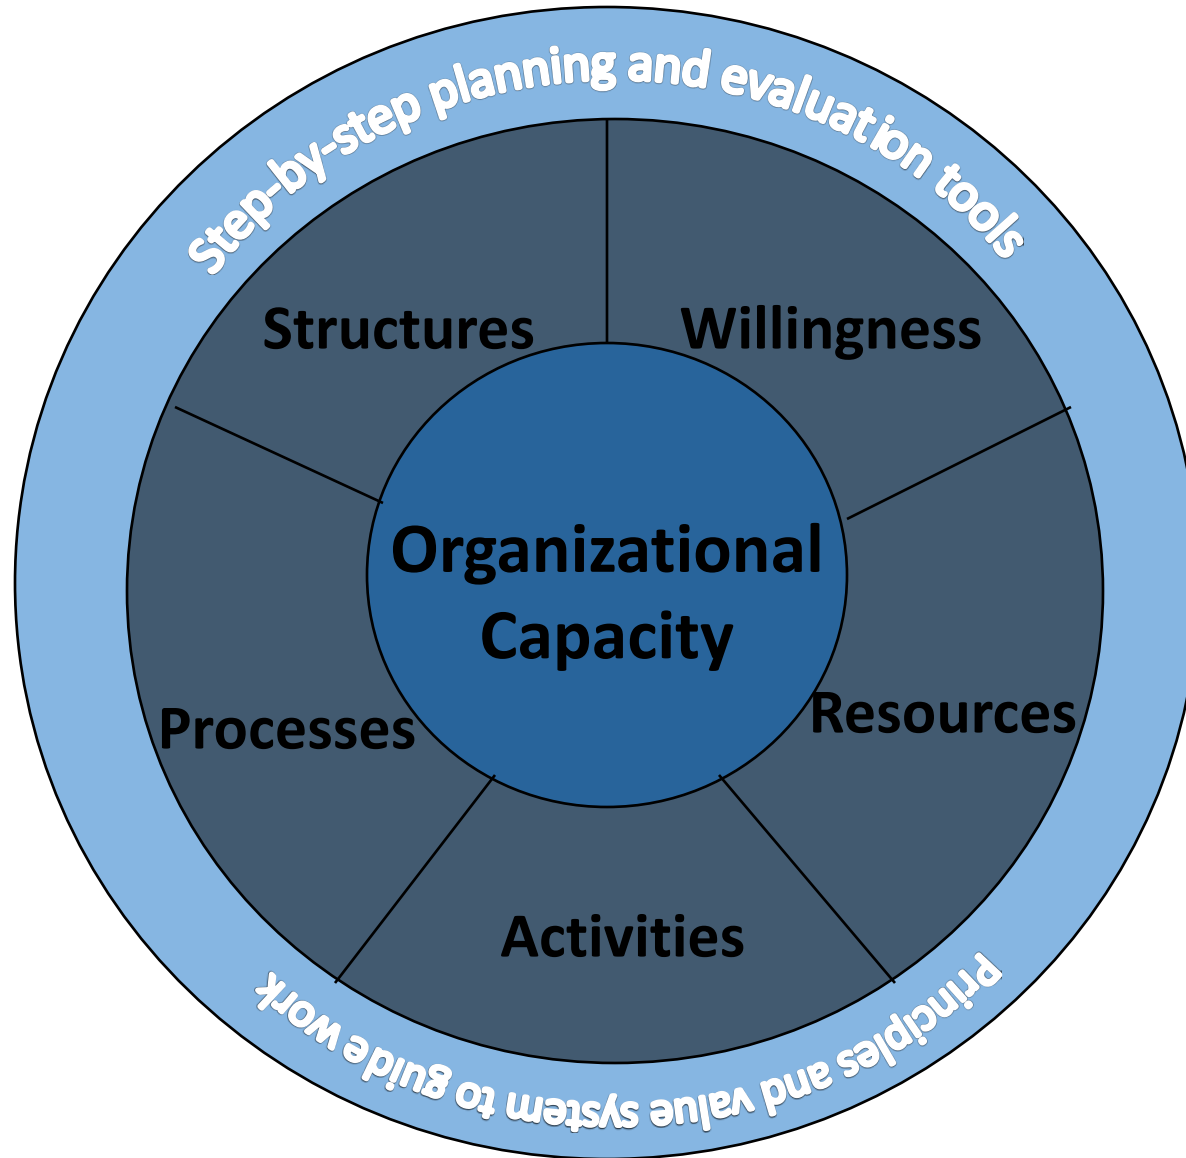 Step-by-step planning and evaluation tools
Structures
Willingness
Organizational
Capacity
Processes
Resources
Activities
Principles and value system to guide work